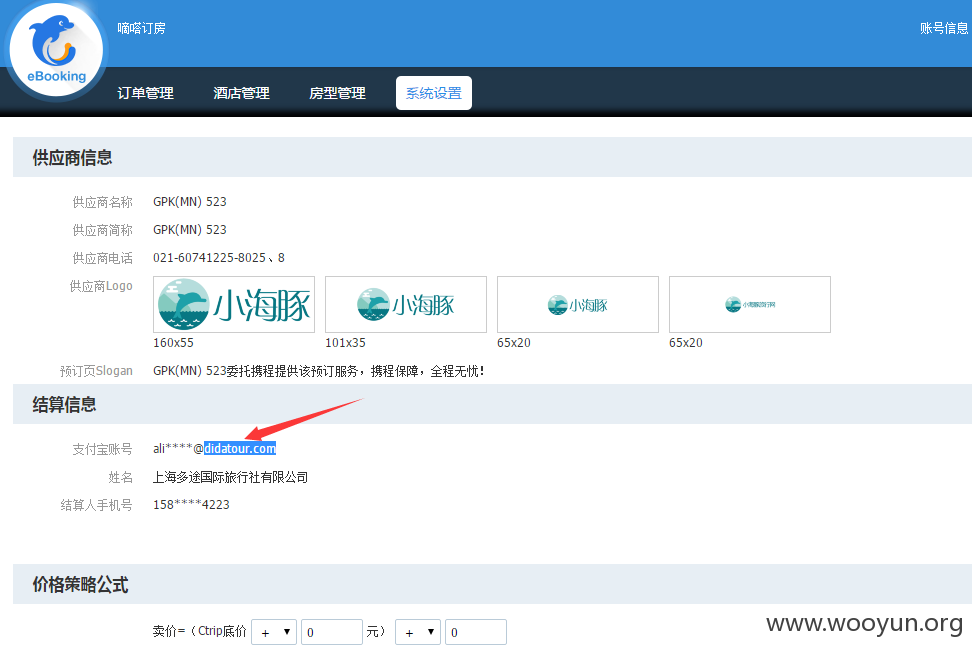 嘀嗒订房
账号信息
eBooking
订单管理 酒店管理 房型管理 系统设置
供应商信息
供应商名称 GPK(MN) 523
供应商简称 GPK(MN) 523
供应商电话 021-60741225-8025、8
供应商Logo 小海豚 小海豚 小海豚 小海豚旅行网
160x55 101x35 65x20 65x20
预订页Slogan GPK(MN) 523委托携程提供该预订服务，携程保障，全程无忧！
结算信息
支付宝账号 ali****@didatour.com
姓名 上海多途国际旅行社有限公司
结算人手机号 158****4223
价格策略公式
卖价=（Ctrip底价 + 0 元） + 0
www.wooyun.org